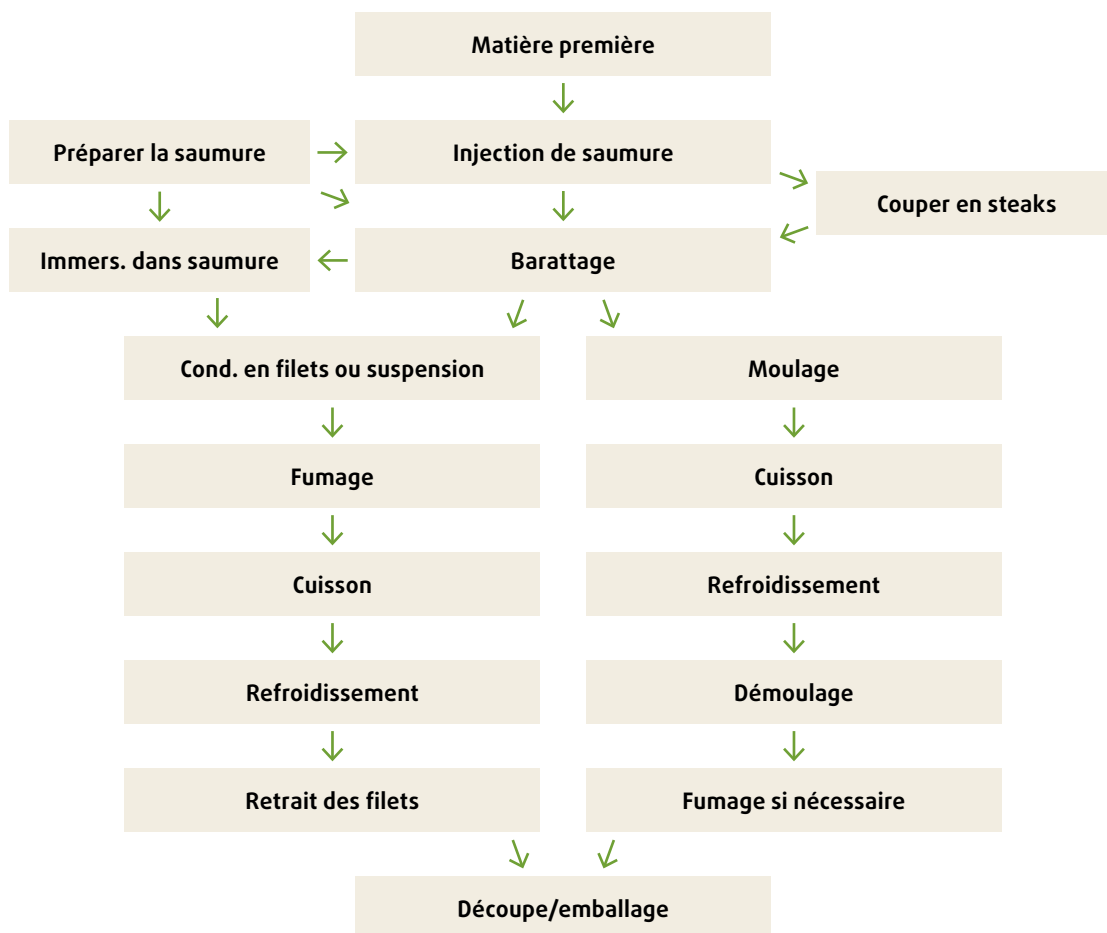 Matière première
Préparer la saumure
Injection de saumure
Couper en steaks
Immers. dans saumure
Barattage
Cond. en filets ou suspension
Moulage
Fumage
Cuisson
Cuisson
Refroidissement
Refroidissement
Démoulage
Retrait des filets
Fumage si nécessaire
Découpe/emballage